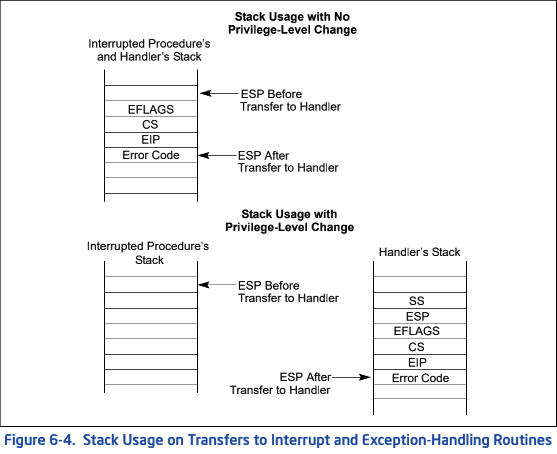 Stack Usage with No
Privilege-Level Change
Interrupted Procedure's
and Handler's Stack
ESP Before
Transfer to Handler
EFLAGS
CS
EIP
Error Code
ESP After
Transfer to Handler
Stack Usage with
Privilege-Level Change
Interrupted Procedure's
Stack
Handler's Stack
ESP Before
Transfer to Handler
SS
ESP
EFLAGS
CS
EIP
ESP After
Transfer to Handler
Error Code
Figure 6-4. Stack Usage on Transfers to Interrupt and Exception-Handling Routines